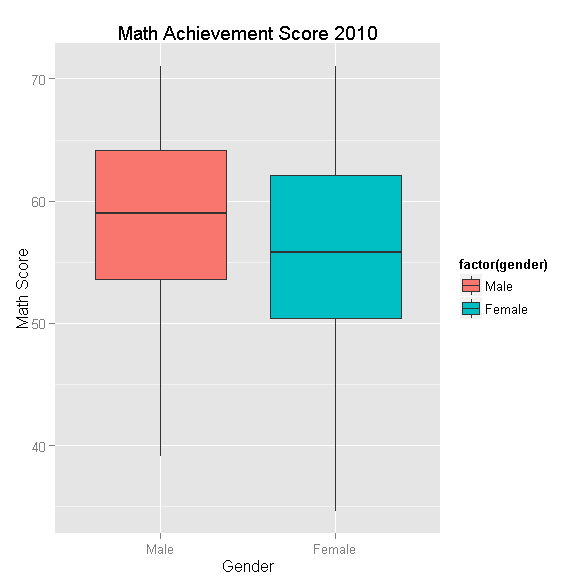 Math Achievement Score 2010
70
60
50
40
Math Score
Male
Female
Gender
factor(gender)
Male
Female